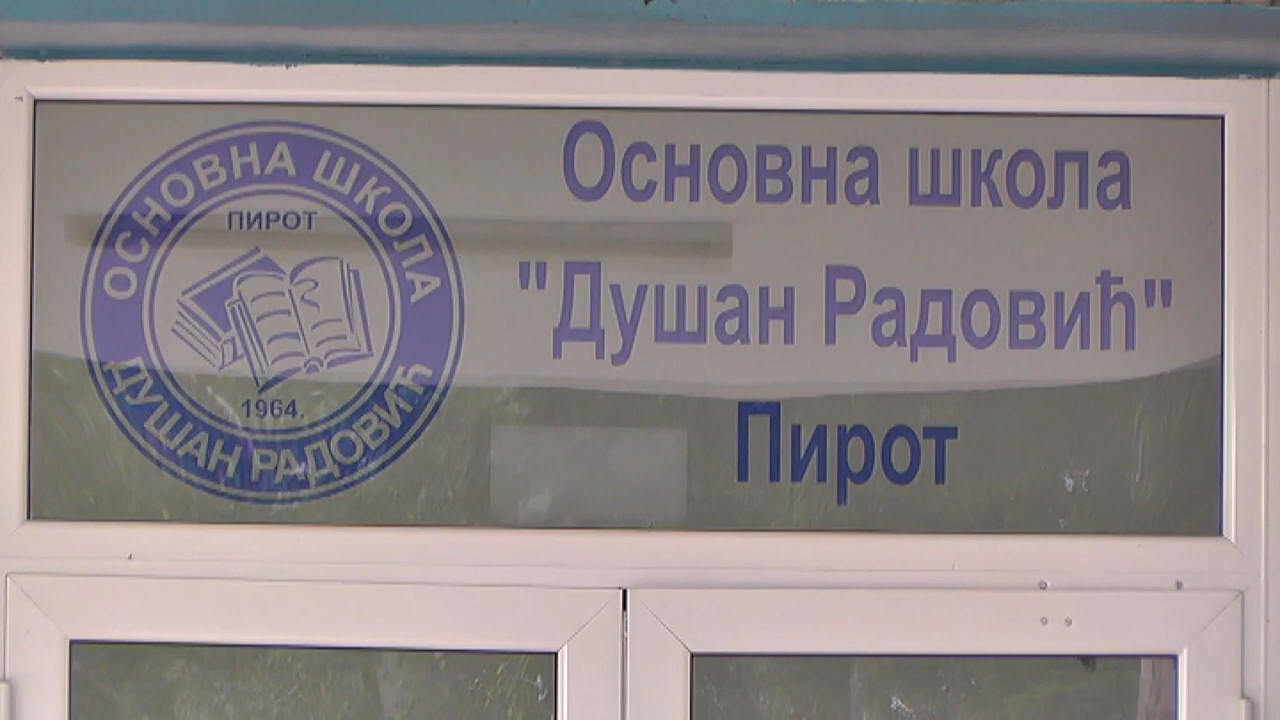 ОСНОВНА ШКОЛА
ПИРОТ
1964.
ДУШАН РАДОВИЋ
Основна школа
"Душан Радовић"
Пирот